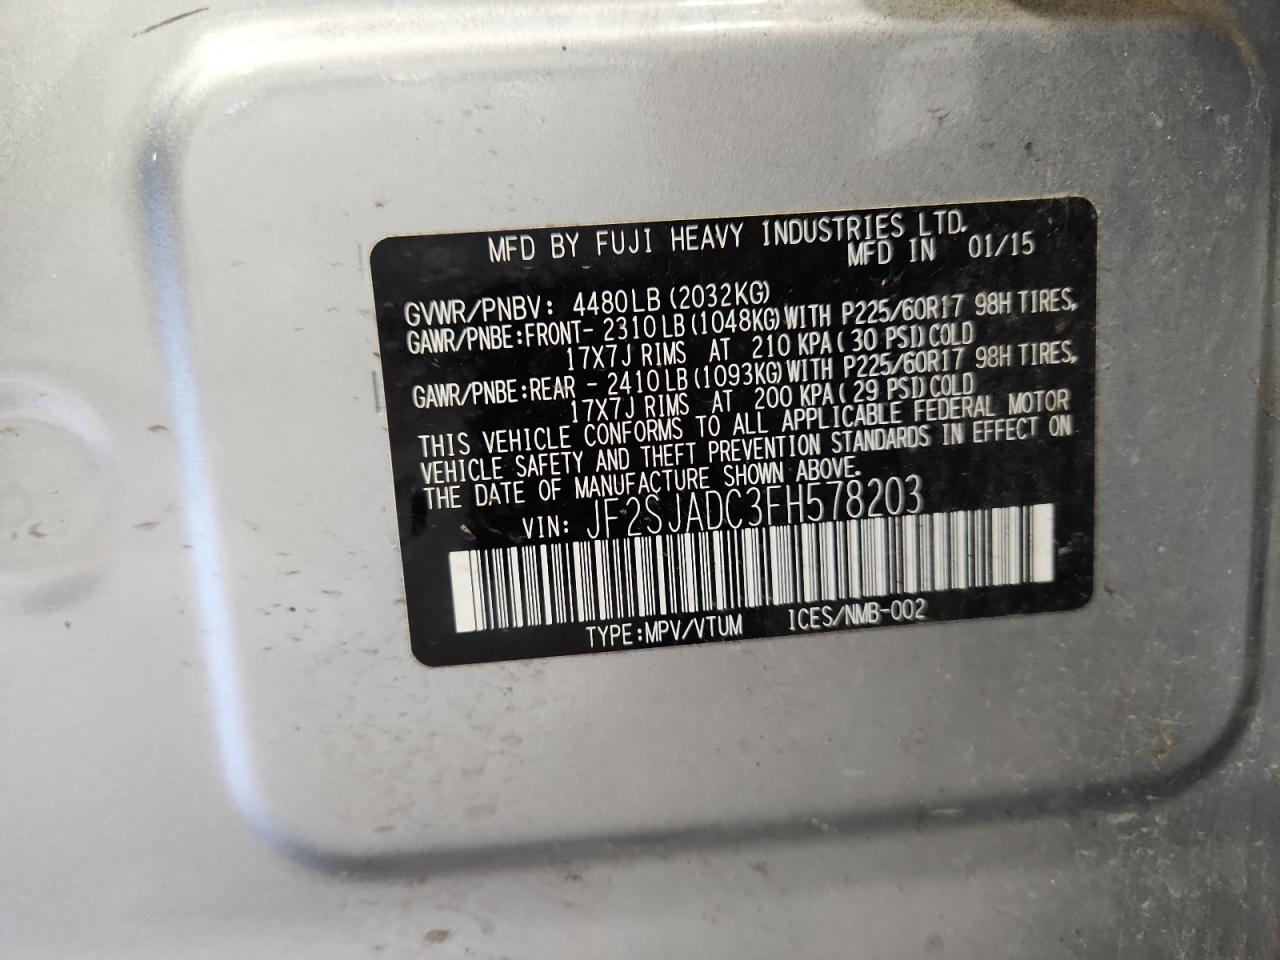 MFD BY FUJI HEAVY INDUSTRIES LTD.
MFD IN 01/15
GVWR/PNBV: 4480LB (2032KG)
GAWR/PNBE:FRONT- 2310LB (1048KG) WITH P225/60R17 98H TIRES,
17X7J RIMS AT 210 KPA ( 30 PSI) COLD
GAWR/PNBE:REAR - 2410LB (1093KG) WITH P225/60R17 98H TIRES,
17X7J RIMS AT 200 KPA ( 29 PSI) COLD
THIS VEHICLE CONFORMS TO ALL APPLICABLE FEDERAL MOTOR
VEHICLE SAFETY AND THEFT PREVENTION STANDARDS IN EFFECT ON
THE DATE OF MANUFACTURE SHOWN ABOVE.
VIN: JF2SJADC3FH578203
TYPE:MPV/VTUM ICES/NMB-002